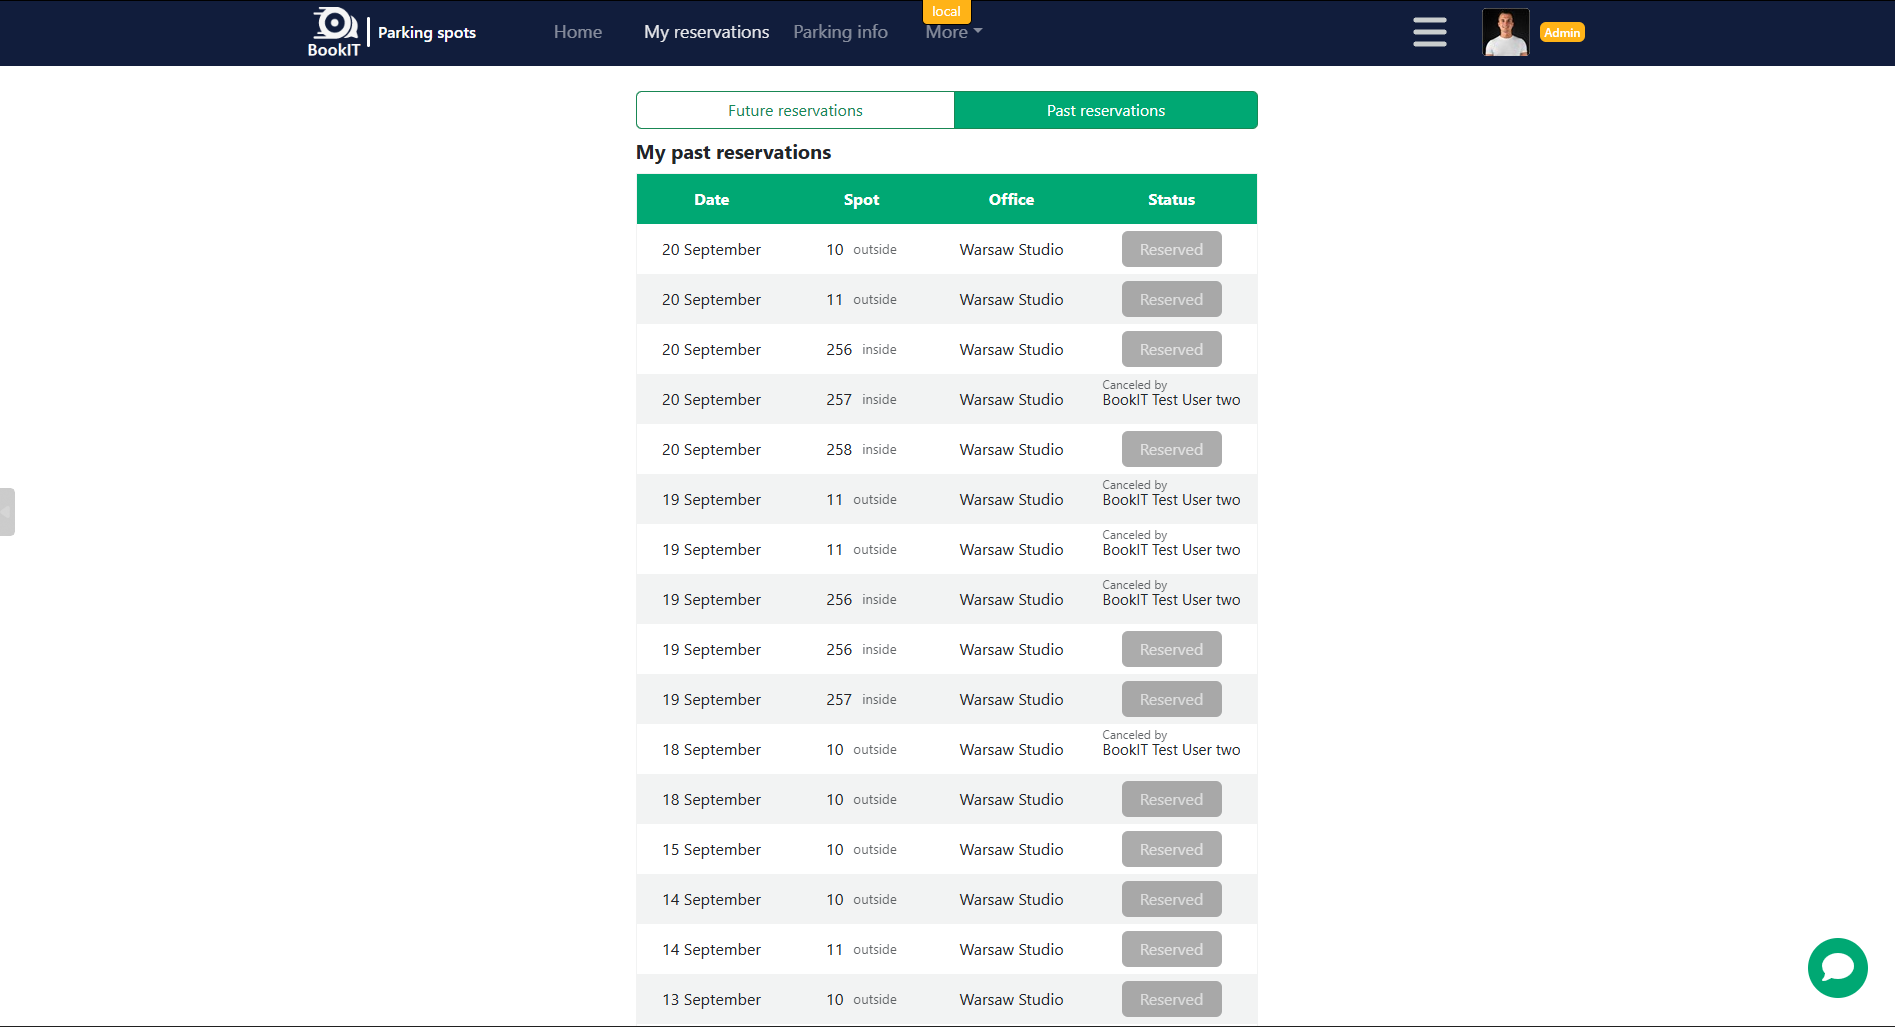 local
BookIT
Parking spots
Home
My reservations
Parking info
More
Admin
Future reservations
Past reservations
My past reservations
Date Spot Office Status
20 September 10 outside Warsaw Studio Reserved
20 September 11 outside Warsaw Studio Reserved
20 September 256 inside Warsaw Studio Reserved
20 September 257 inside Warsaw Studio Canceled by
BookIT Test User two
20 September 258 inside Warsaw Studio Reserved
19 September 11 outside Warsaw Studio Canceled by
BookIT Test User two
19 September 11 outside Warsaw Studio Canceled by
BookIT Test User two
19 September 256 inside Warsaw Studio Canceled by
BookIT Test User two
19 September 256 inside Warsaw Studio Reserved
19 September 257 inside Warsaw Studio Reserved
18 September 10 outside Warsaw Studio Canceled by
BookIT Test User two
18 September 10 outside Warsaw Studio Reserved
15 September 10 outside Warsaw Studio Reserved
14 September 10 outside Warsaw Studio Reserved
14 September 11 outside Warsaw Studio Reserved
13 September 10 outside Warsaw Studio Reserved